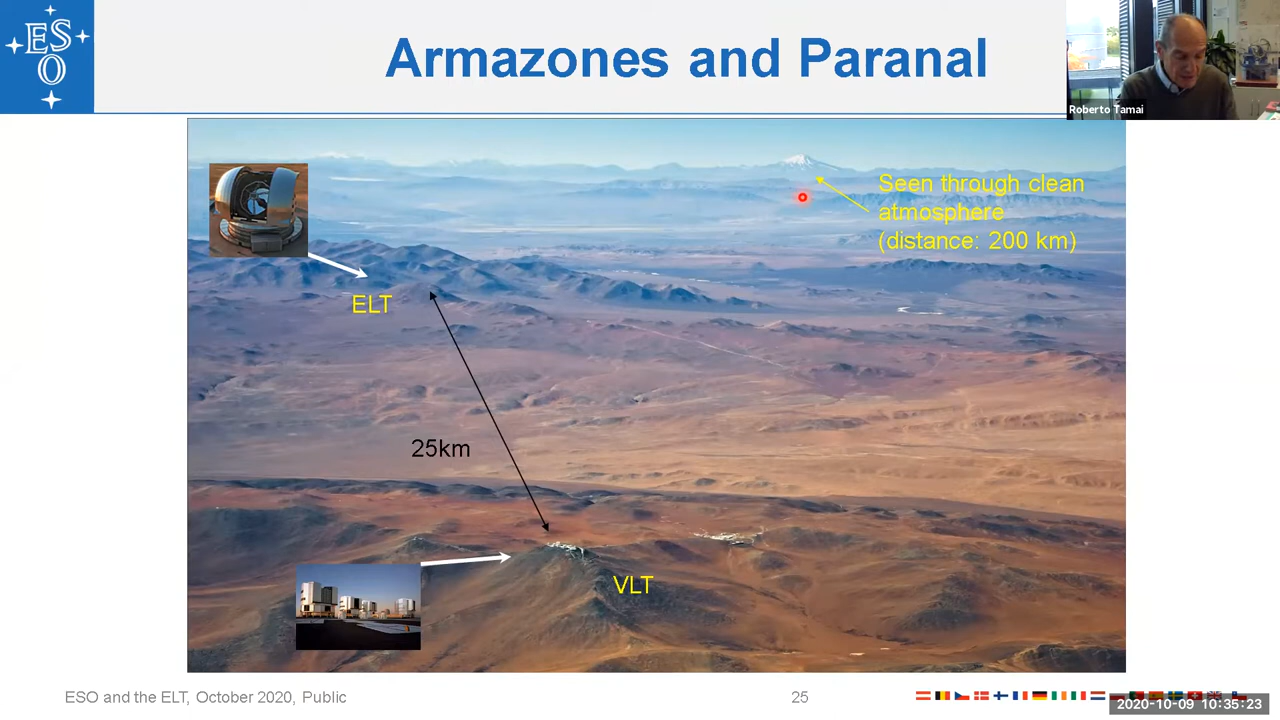 ESO
Armazones and Paranal
Roberto Tamai
Seen through clean
atmosphere
(distance: 200 km)
ELT
25km
VLT
ESO and the ELT, October 2020, Public
25
2020-10-09 10:35:23